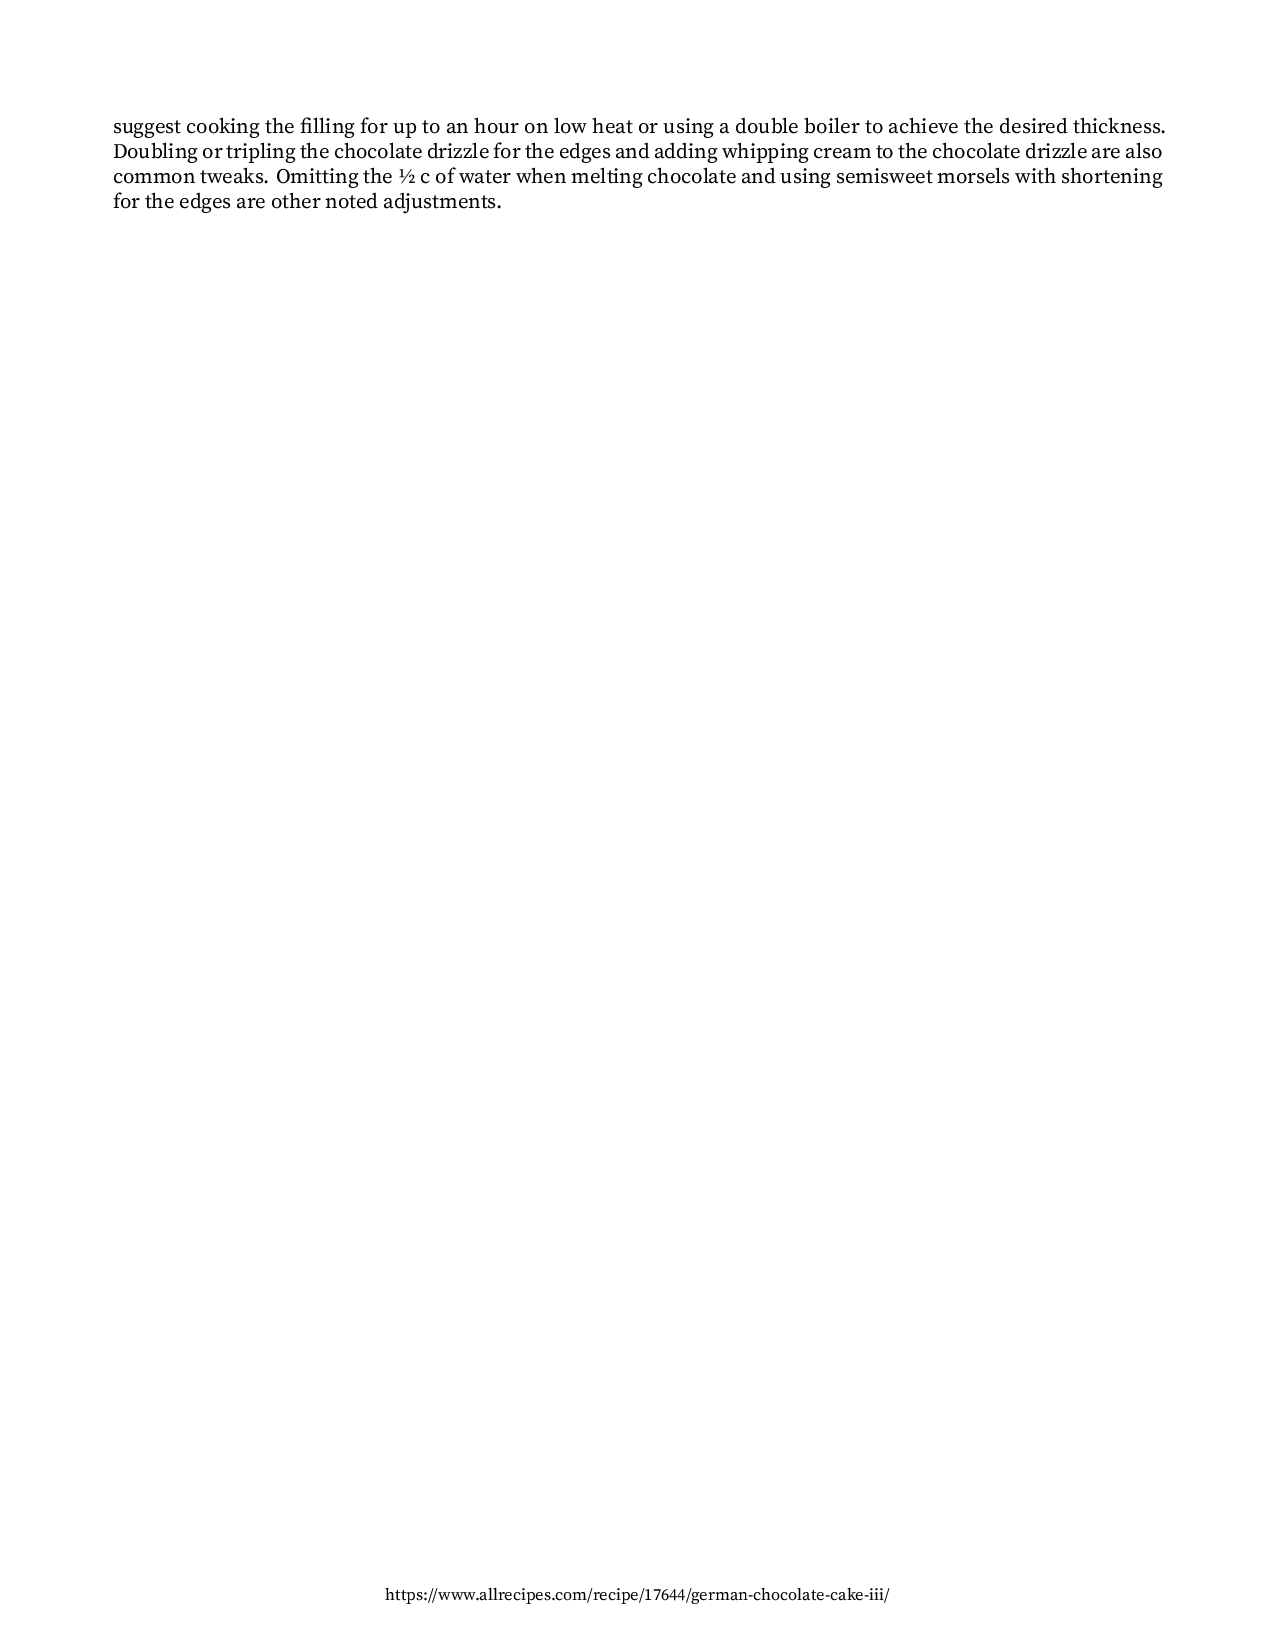 suggest cooking the filling for up to an hour on low heat or using a double boiler to achieve the desired thickness.
Doubling or tripling the chocolate drizzle for the edges and adding whipping cream to the chocolate drizzle are also
common tweaks. Omitting the ½ c of water when melting chocolate and using semisweet morsels with shortening
for the edges are other noted adjustments.
https://www.allrecipes.com/recipe/17644/german-chocolate-cake-iii/